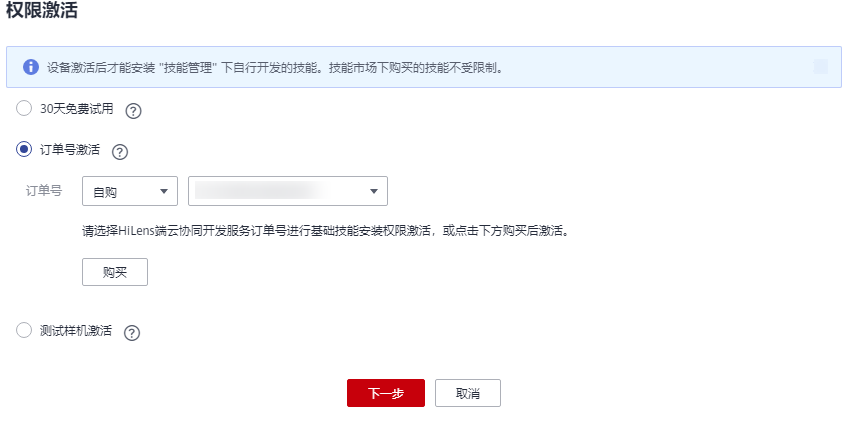 权限激活
设备激活后才能安装 "技能管理" 下自行开发的技能。技能市场下购买的技能不受限制。
30天免费试用
订单号激活
订单号 自购
请选择HiLens端云协同开发服务订单号进行基础技能安装权限激活，或点击下方购买后激活。
购买
测试样机激活
下一步 取消